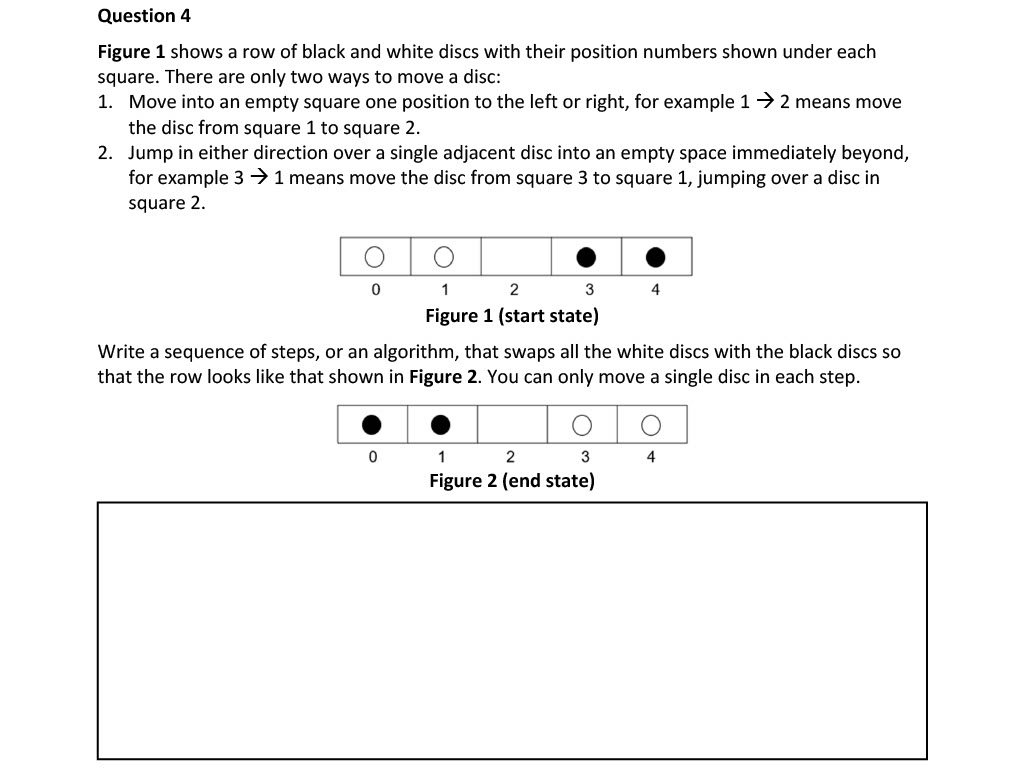 Question 4
Figure 1 shows a row of black and white discs with their position numbers shown under each
square. There are only two ways to move a disc:
1. Move into an empty square one position to the left or right, for example 1 → 2 means move
the disc from square 1 to square 2.
2. Jump in either direction over a single adjacent disc into an empty space immediately beyond,
for example 3 → 1 means move the disc from square 3 to square 1, jumping over a disc in
square 2.
0 1 2 3 4
Figure 1 (start state)
Write a sequence of steps, or an algorithm, that swaps all the white discs with the black discs so
that the row looks like that shown in Figure 2. You can only move a single disc in each step.
0 1 2 3 4
Figure 2 (end state)